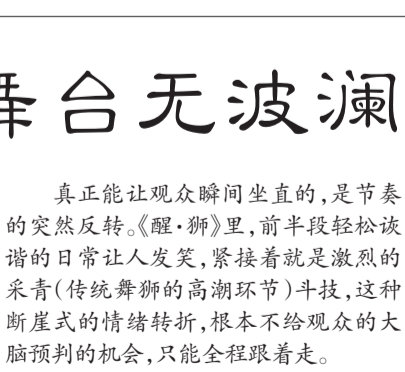 舞台无波澜
真正能让观众瞬间坐直的，是节奏
的突然反转。《醒·狮》里，前半段轻松诙
谐的日常让人发笑，紧接着就是激烈的
采青（传统舞狮的高潮环节）斗技，这种
断崖式的情绪转折，根本不给观众的大
脑预判的机会，只能全程跟着走。